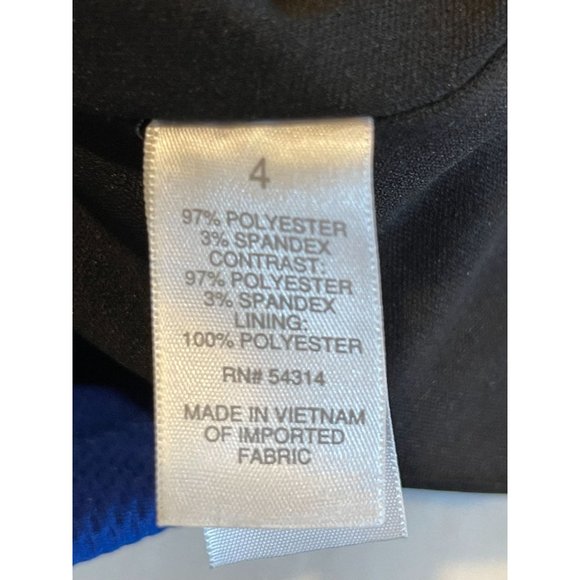 4
97% POLYESTER
3% SPANDEX
CONTRAST:
97% POLYESTER
3% SPANDEX
LINING:
100% POLYESTER
RN# 54314
MADE IN VIETNAM
OF IMPORTED
FABRIC